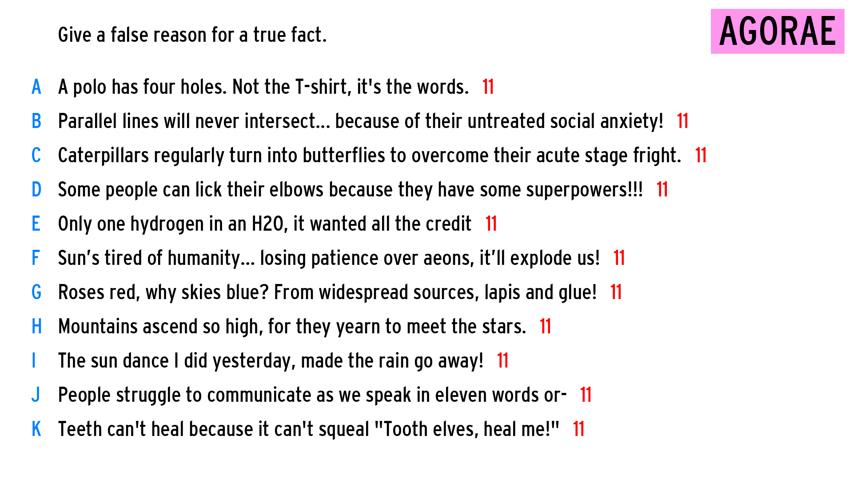 Give a false reason for a true fact.
AGORAE
A A polo has four holes. Not the T-shirt, it's the words. 11
B Parallel lines will never intersect... because of their untreated social anxiety! 11
C Caterpillars regularly turn into butterflies to overcome their acute stage fright. 11
D Some people can lick their elbows because they have some superpowers!!! 11
E Only one hydrogen in an H2O, it wanted all the credit 11
F Sun’s tired of humanity... losing patience over aeons, it’ll explode us! 11
G Roses red, why skies blue? From widespread sources, lapis and glue! 11
H Mountains ascend so high, for they yearn to meet the stars. 11
I The sun dance I did yesterday, made the rain go away! 11
J People struggle to communicate as we speak in eleven words or- 11
K Teeth can't heal because it can't squeal "Tooth elves, heal me!" 11